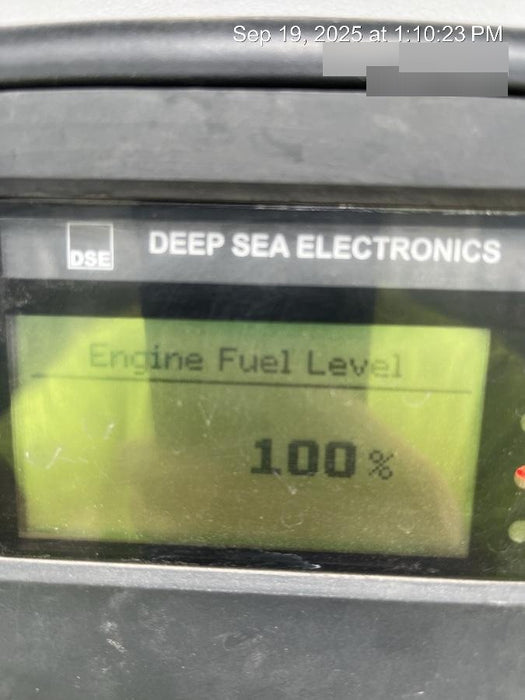 Sep 19, 2025 at 1:10:23 PM
DSE
DEEP SEA ELECTRONICS
Engine Fuel Level
100%